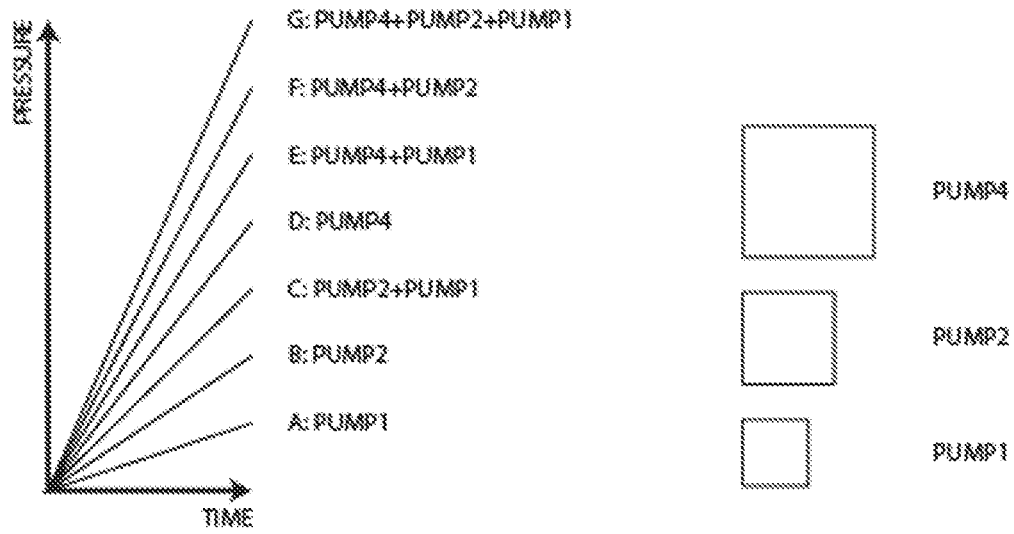 PRESSURE
G: PUMP4+PUMP2+PUMP1
F: PUMP4+PUMP2
E: PUMP4+PUMP1
D: PUMP4
C: PUMP2+PUMP1
B: PUMP2
A: PUMP1
TIME
PUMP4
PUMP2
PUMP1